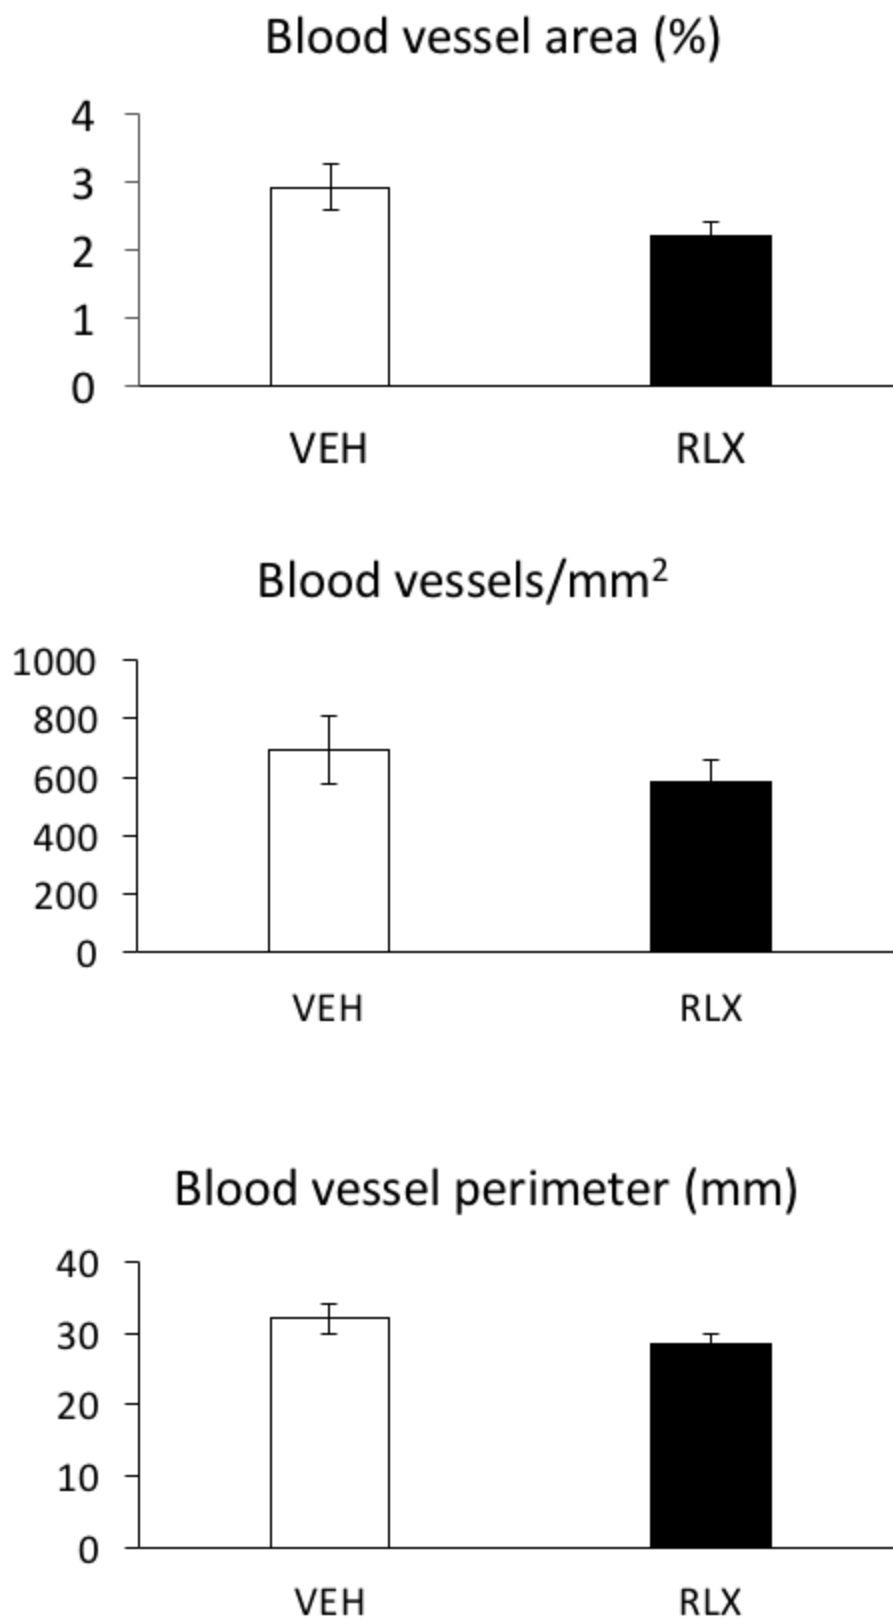 Blood vessel area (%)
4
3
2
1
0
VEH RLX
Blood vessels/mm²
1000
800
600
400
200
0
VEH RLX
Blood vessel perimeter (mm)
40
30
20
10
0
VEH RLX